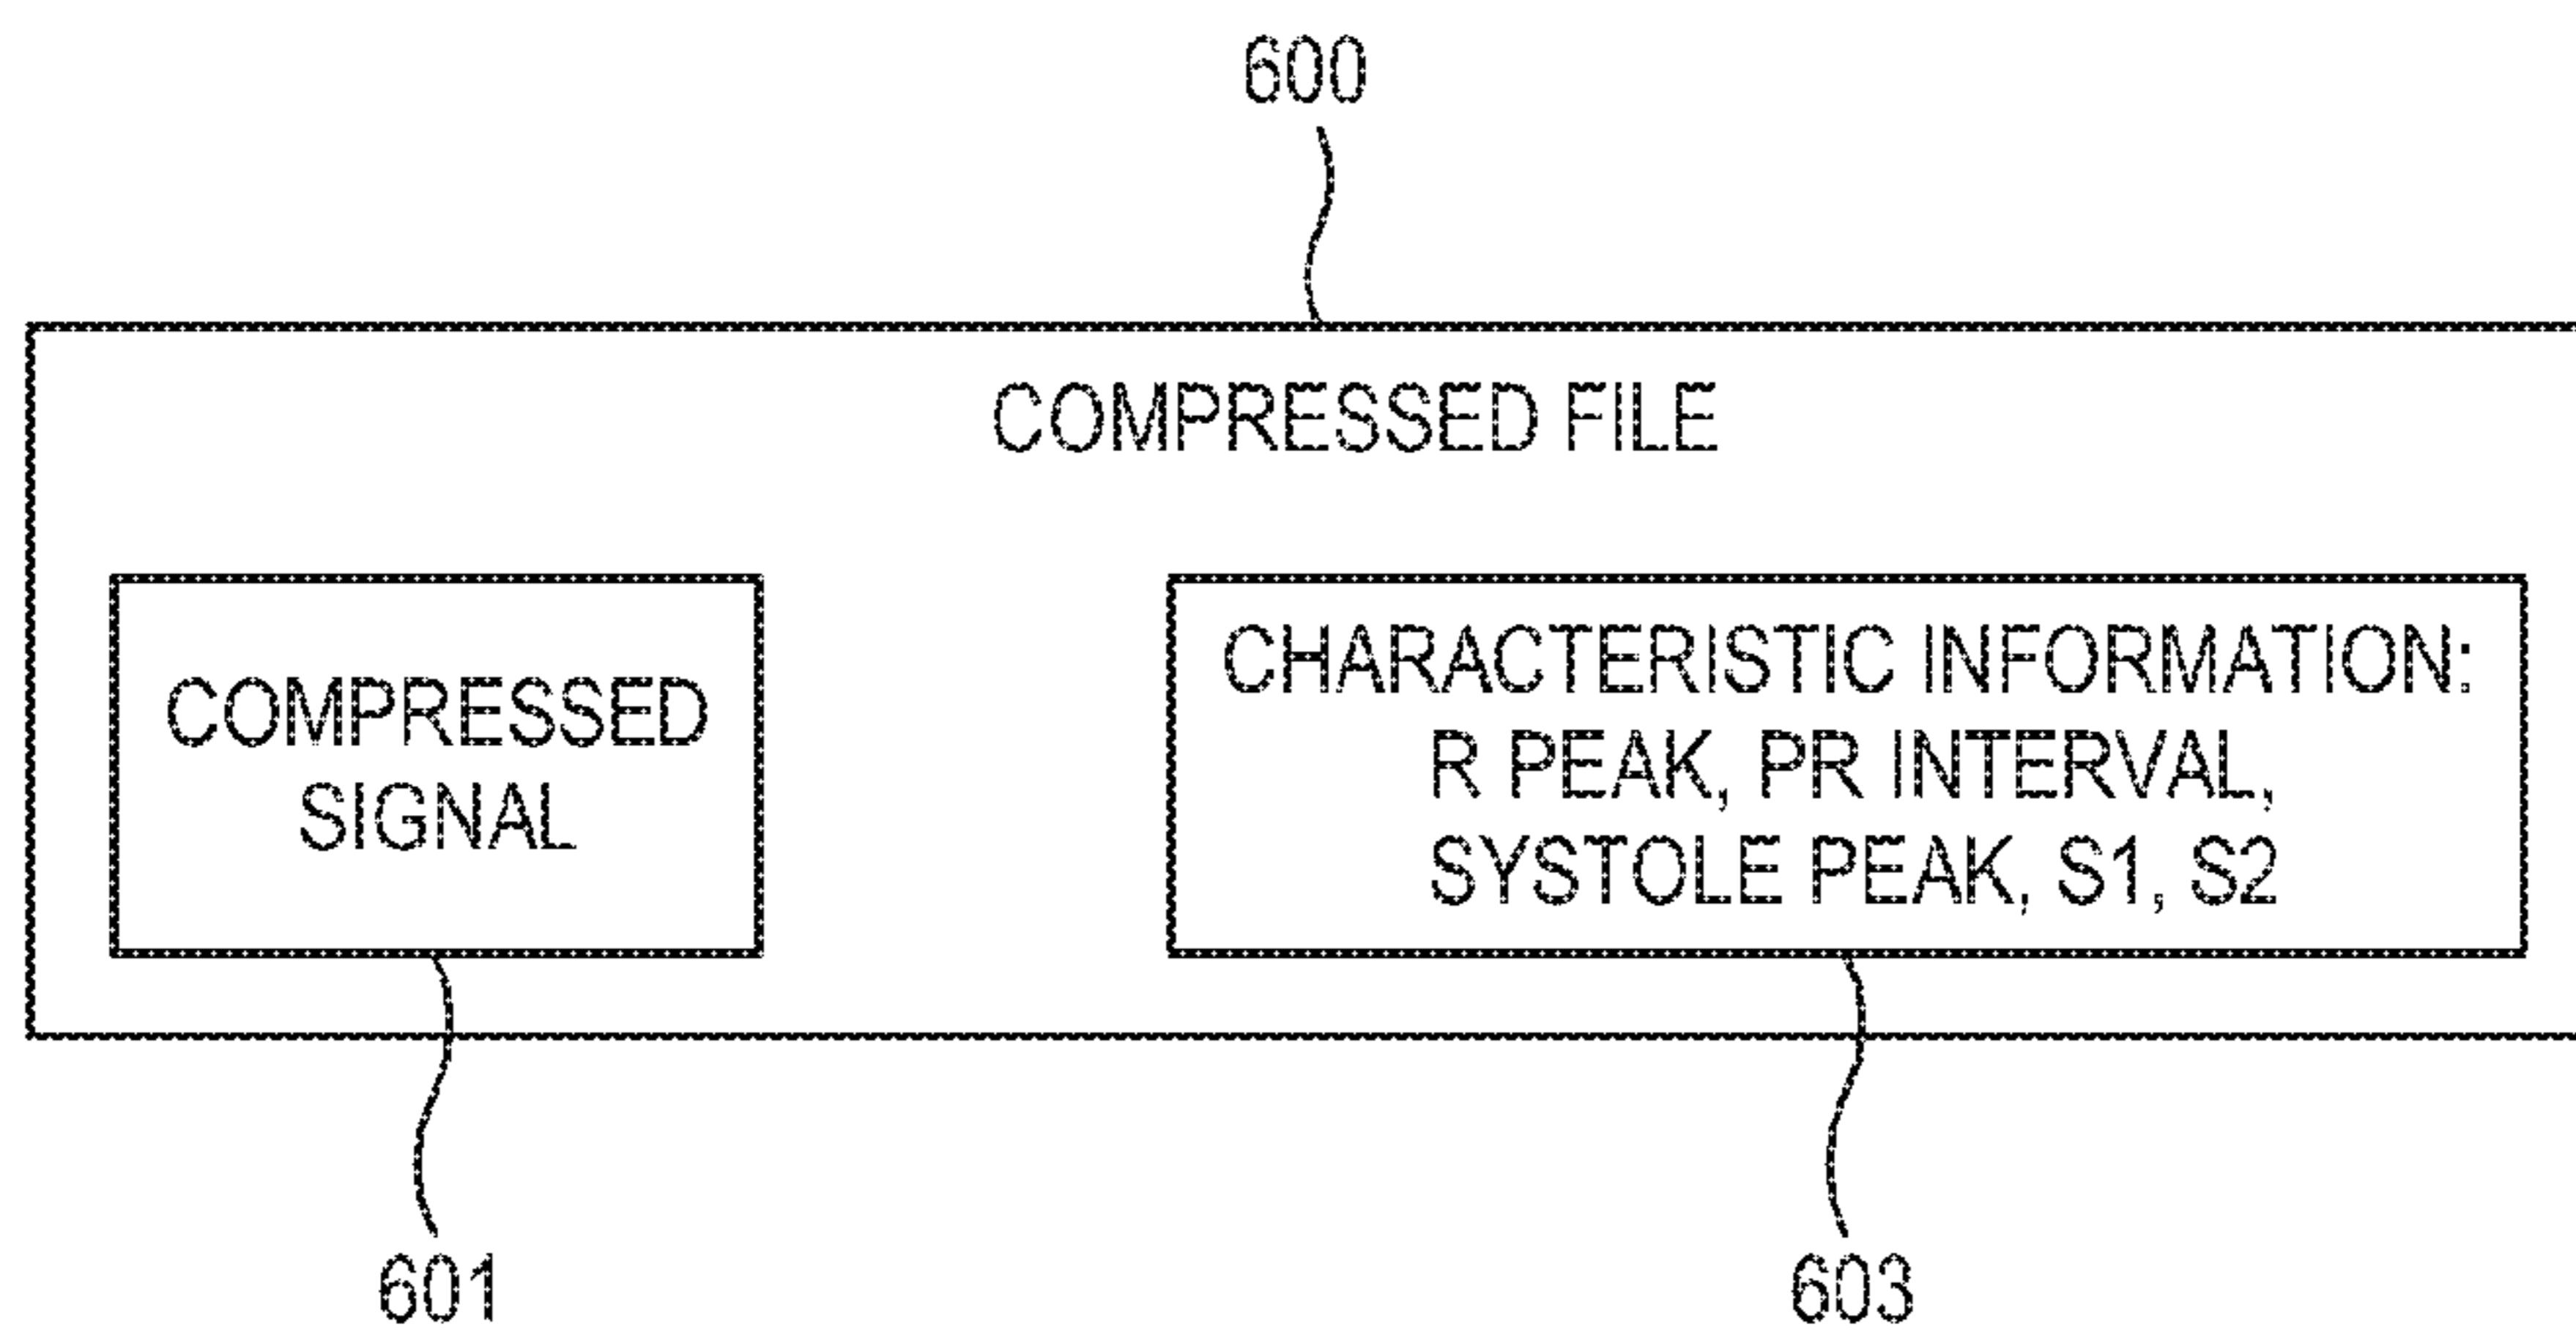 600
COMPRESSED FILE
COMPRESSED
SIGNAL
CHARACTERISTIC INFORMATION:
R PEAK, PR INTERVAL,
SYSTOLE PEAK, S1, S2
601
603